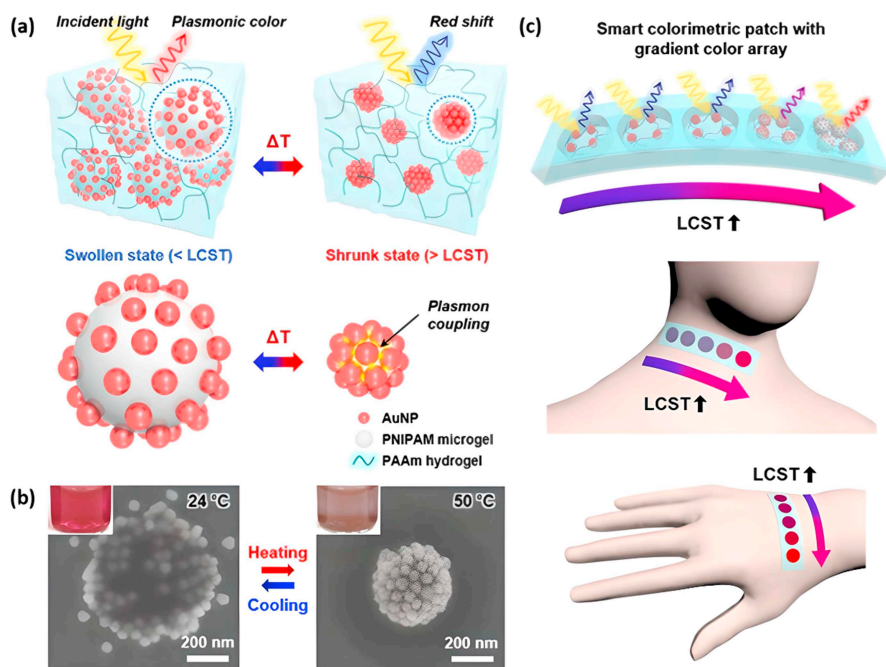 (a)
Incident light
Plasmonic color
Red shift
ΔT
Swollen state (< LCST)
Shrunk state (> LCST)
ΔT
Plasmon
coupling
AuNP
PNIPAM microgel
PAAm hydrogel
(b)
24 ºC
200 nm
Heating
Cooling
50 ºC
200 nm
(c)
Smart colorimetric patch with
gradient color array
LCST ⬆
LCST ⬆
LCST ⬆